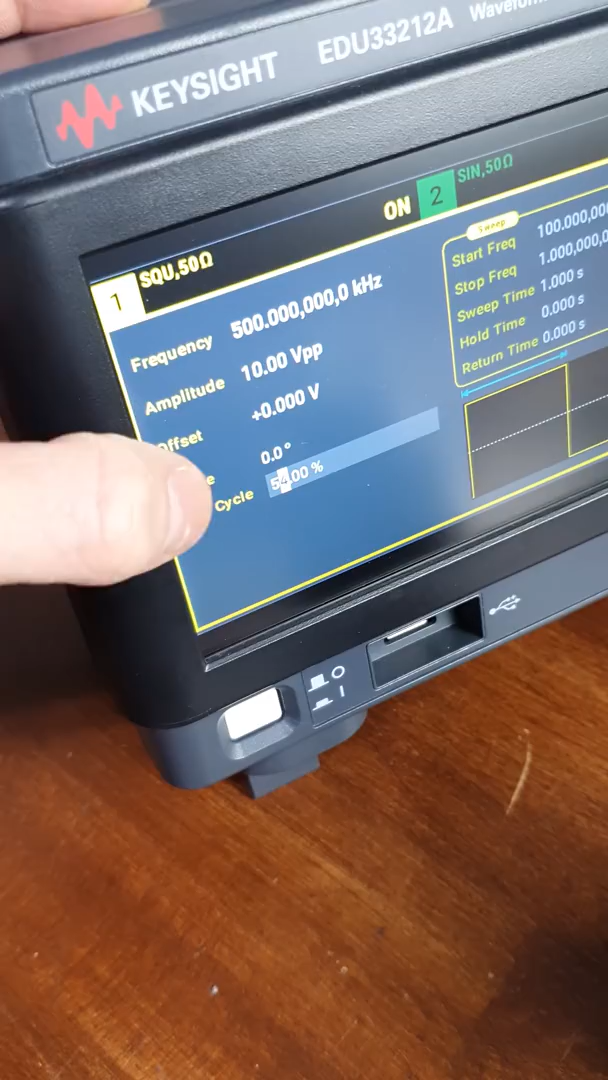 KEYSIGHT EDU33212A
ON 2 SIN,50Ω
1 SQU,50Ω
Frequency 500.000,000,0 kHz
Amplitude 10.00 Vpp
Offset +0.000 V
0.0 °
Cycle 54.00 %
Sweep
Start Freq
Stop Freq
Sweep Time 1.000 s
Hold Time 0.000 s
Return Time 0.000 s